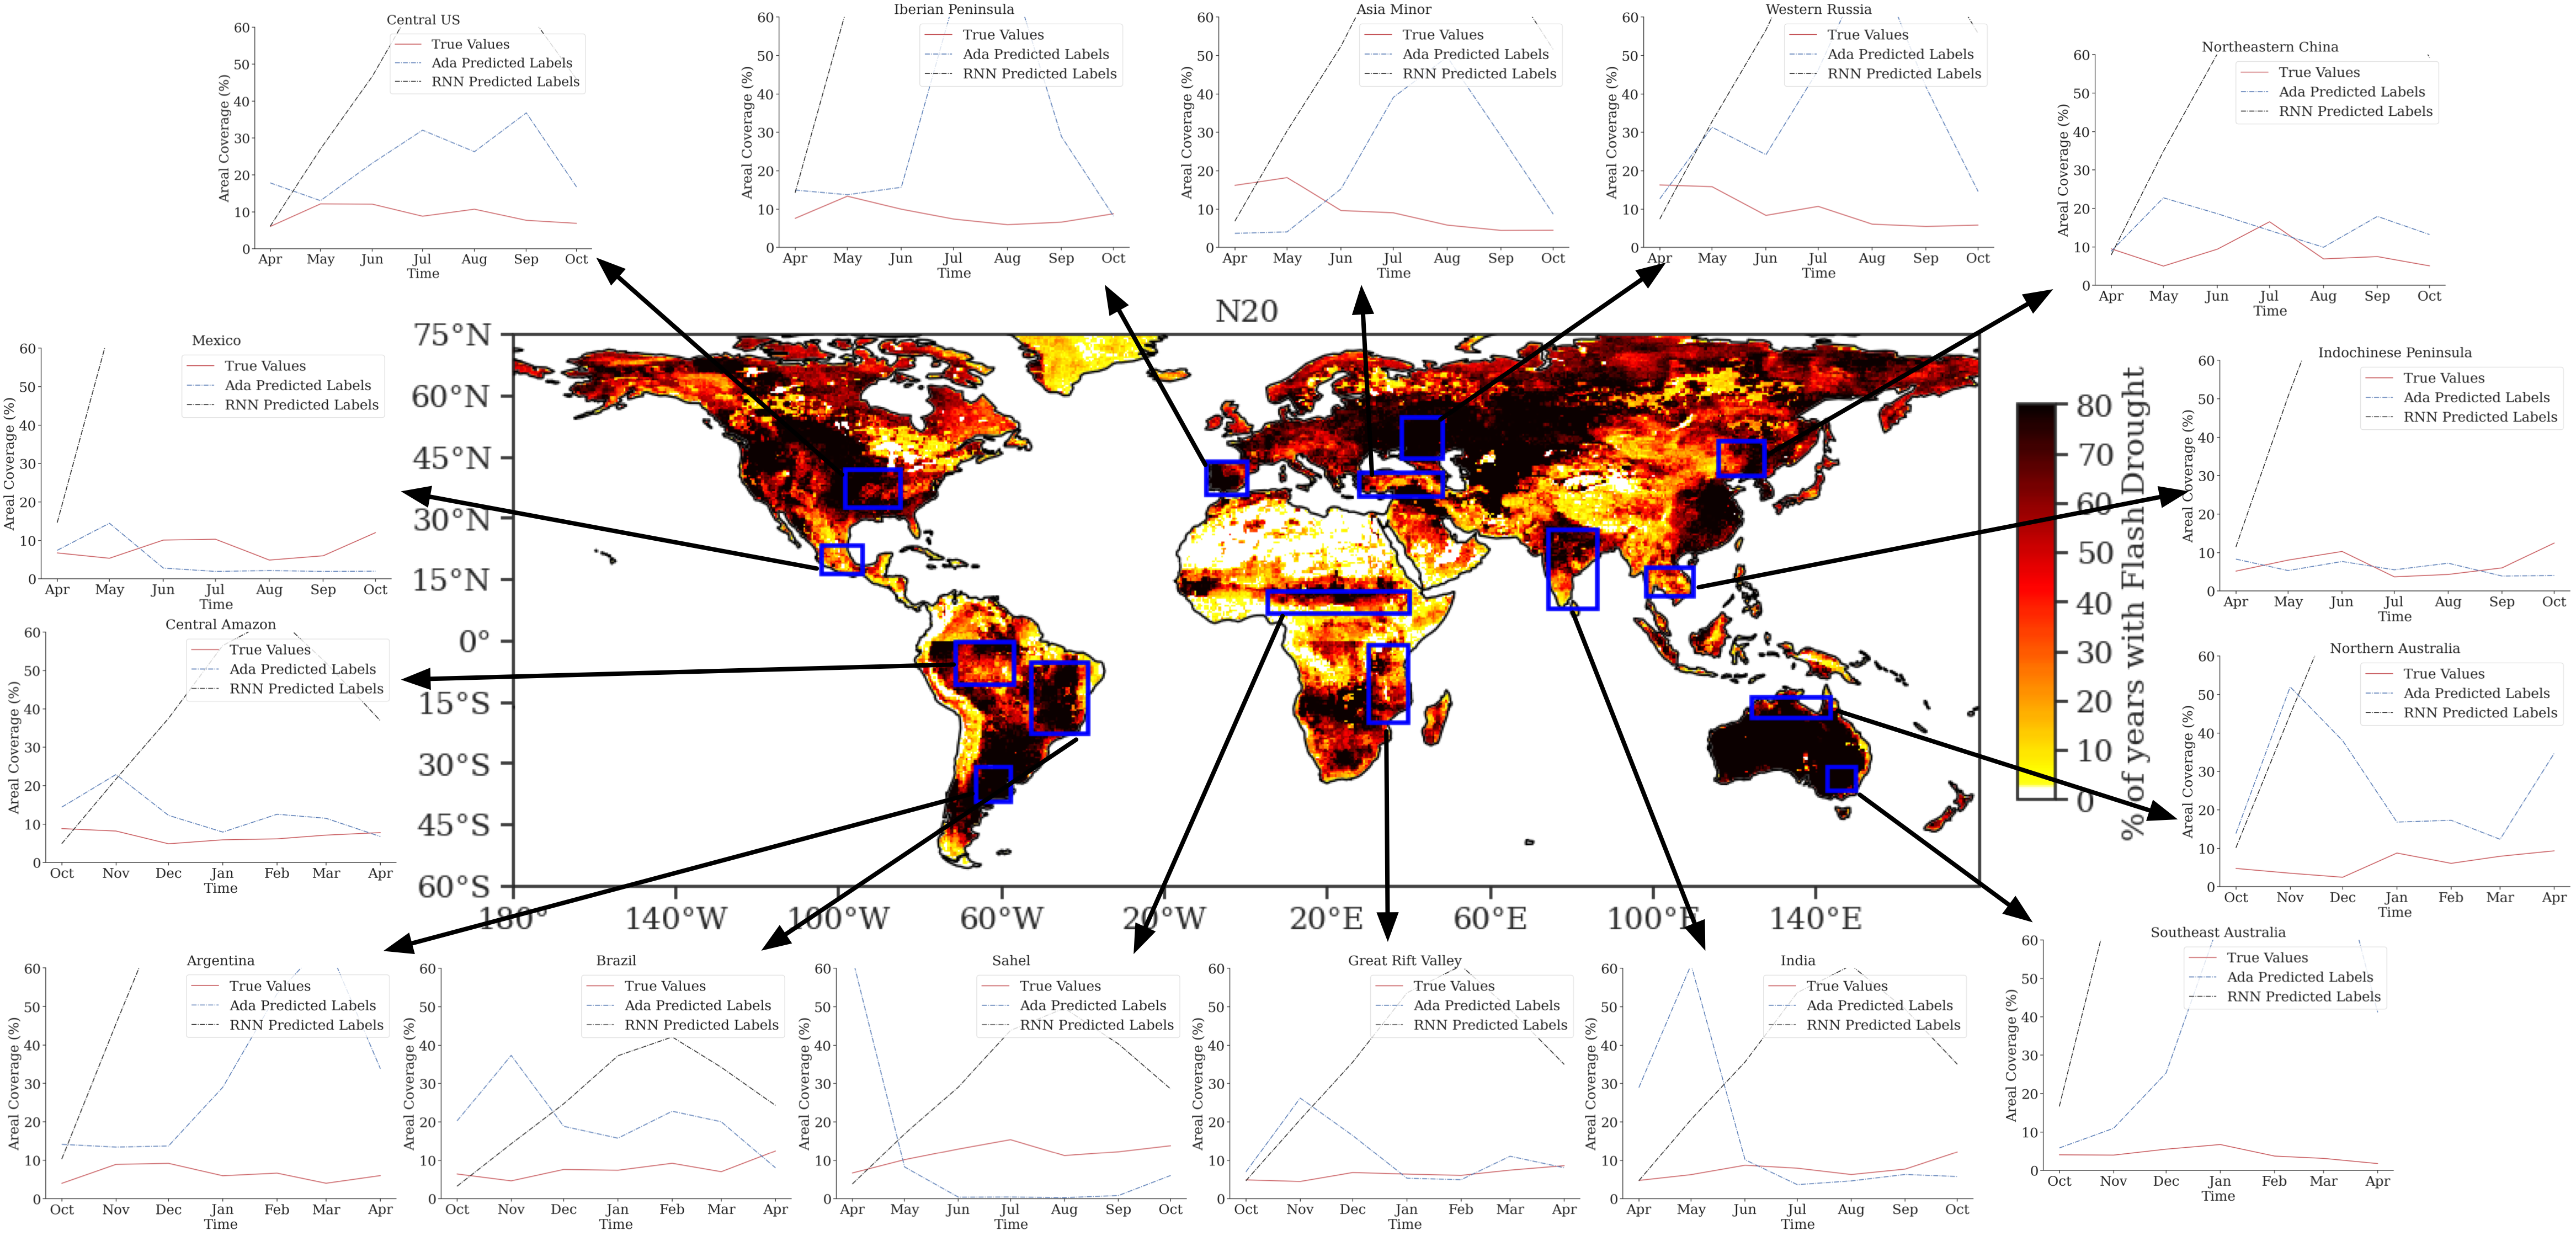 Central US
60
50
40
30
20
10
0
Areal Coverage (%)
True Values
Ada Predicted Labels
RNN Predicted Labels
Apr May Jun Jul Aug Sep Oct
Time
Iberian Peninsula
60
50
40
30
20
10
0
Areal Coverage (%)
True Values
Ada Predicted Labels
RNN Predicted Labels
Apr May Jun Jul Aug Sep Oct
Time
Asia Minor
60
50
40
30
20
10
0
Areal Coverage (%)
True Values
Ada Predicted Labels
RNN Predicted Labels
Apr May Jun Jul Aug Sep Oct
Time
Western Russia
60
50
40
30
20
10
0
Areal Coverage (%)
True Values
Ada Predicted Labels
RNN Predicted Labels
Apr May Jun Jul Aug Sep Oct
Time
Northeastern China
60
50
40
30
20
10
0
Areal Coverage (%)
True Values
Ada Predicted Labels
RNN Predicted Labels
Apr May Jun Jul Aug Sep Oct
Time
Mexico
60
50
40
30
20
10
0
Areal Coverage (%)
True Values
Ada Predicted Labels
RNN Predicted Labels
Apr May Jun Jul Aug Sep Oct
Time
N20
75°N
60°N
45°N
30°N
15°N
0°
15°S
30°S
45°S
60°S
180° 140°W 100°W 60°W 20°W 20°E 60°E 100°E 140°E
80
70
60
50
40
30
20
10
0
% of years with Flash Drought
Indochinese Peninsula
60
50
40
30
20
10
0
Areal Coverage (%)
True Values
Ada Predicted Labels
RNN Predicted Labels
Apr May Jun Jul Aug Sep Oct
Time
Central Amazon
60
50
40
30
20
10
0
Areal Coverage (%)
True Values
Ada Predicted Labels
RNN Predicted Labels
Oct Nov Dec Jan Feb Mar Apr
Time
Northern Australia
60
50
40
30
20
10
0
Areal Coverage (%)
True Values
Ada Predicted Labels
RNN Predicted Labels
Oct Nov Dec Jan Feb Mar Apr
Time
Argentina
60
50
40
30
20
10
0
Areal Coverage (%)
True Values
Ada Predicted Labels
RNN Predicted Labels
Oct Nov Dec Jan Feb Mar Apr
Time
Brazil
60
50
40
30
20
10
0
Areal Coverage (%)
True Values
Ada Predicted Labels
RNN Predicted Labels
Oct Nov Dec Jan Feb Mar Apr
Time
Sahel
60
50
40
30
20
10
0
Areal Coverage (%)
True Values
Ada Predicted Labels
RNN Predicted Labels
Apr May Jun Jul Aug Sep Oct
Time
Great Rift Valley
60
50
40
30
20
10
0
Areal Coverage (%)
True Values
Ada Predicted Labels
RNN Predicted Labels
Oct Nov Dec Jan Feb Mar Apr
Time
India
60
50
40
30
20
10
0
Areal Coverage (%)
True Values
Ada Predicted Labels
RNN Predicted Labels
Apr May Jun Jul Aug Sep Oct
Time
Southeast Australia
60
50
40
30
20
10
0
Areal Coverage (%)
True Values
Ada Predicted Labels
RNN Predicted Labels
Oct Nov Dec Jan Feb Mar Apr
Time